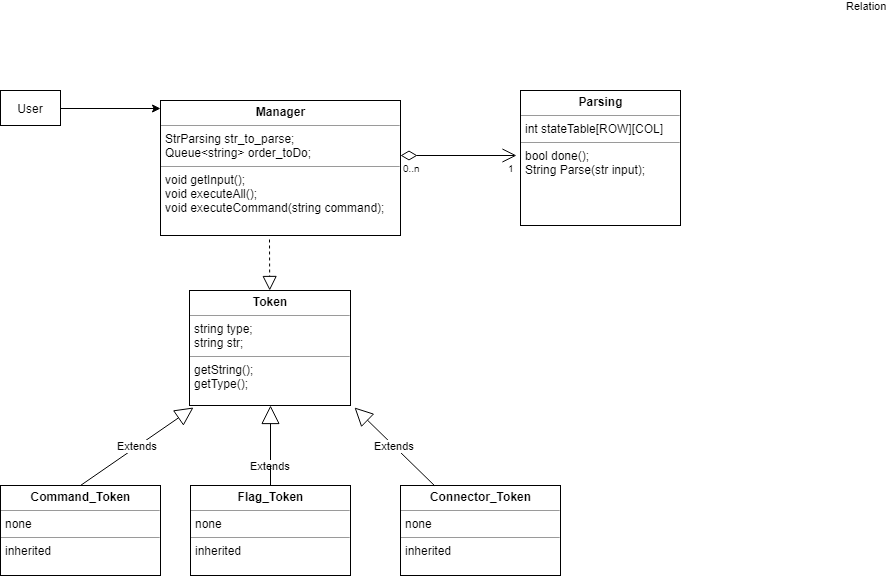 Relation
User
Manager
StrParsing str_to_parse;
Queue<string> order_toDo;
void getInput();
void executeAll();
void executeCommand(string command);
0..n
1
Parsing
int stateTable[ROW][COL]
bool done();
String Parse(str input);
Token
string type;
string str;
getString();
getType();
Extends
Extends
Extends
Command_Token
none
inherited
Flag_Token
none
inherited
Connector_Token
none
inherited